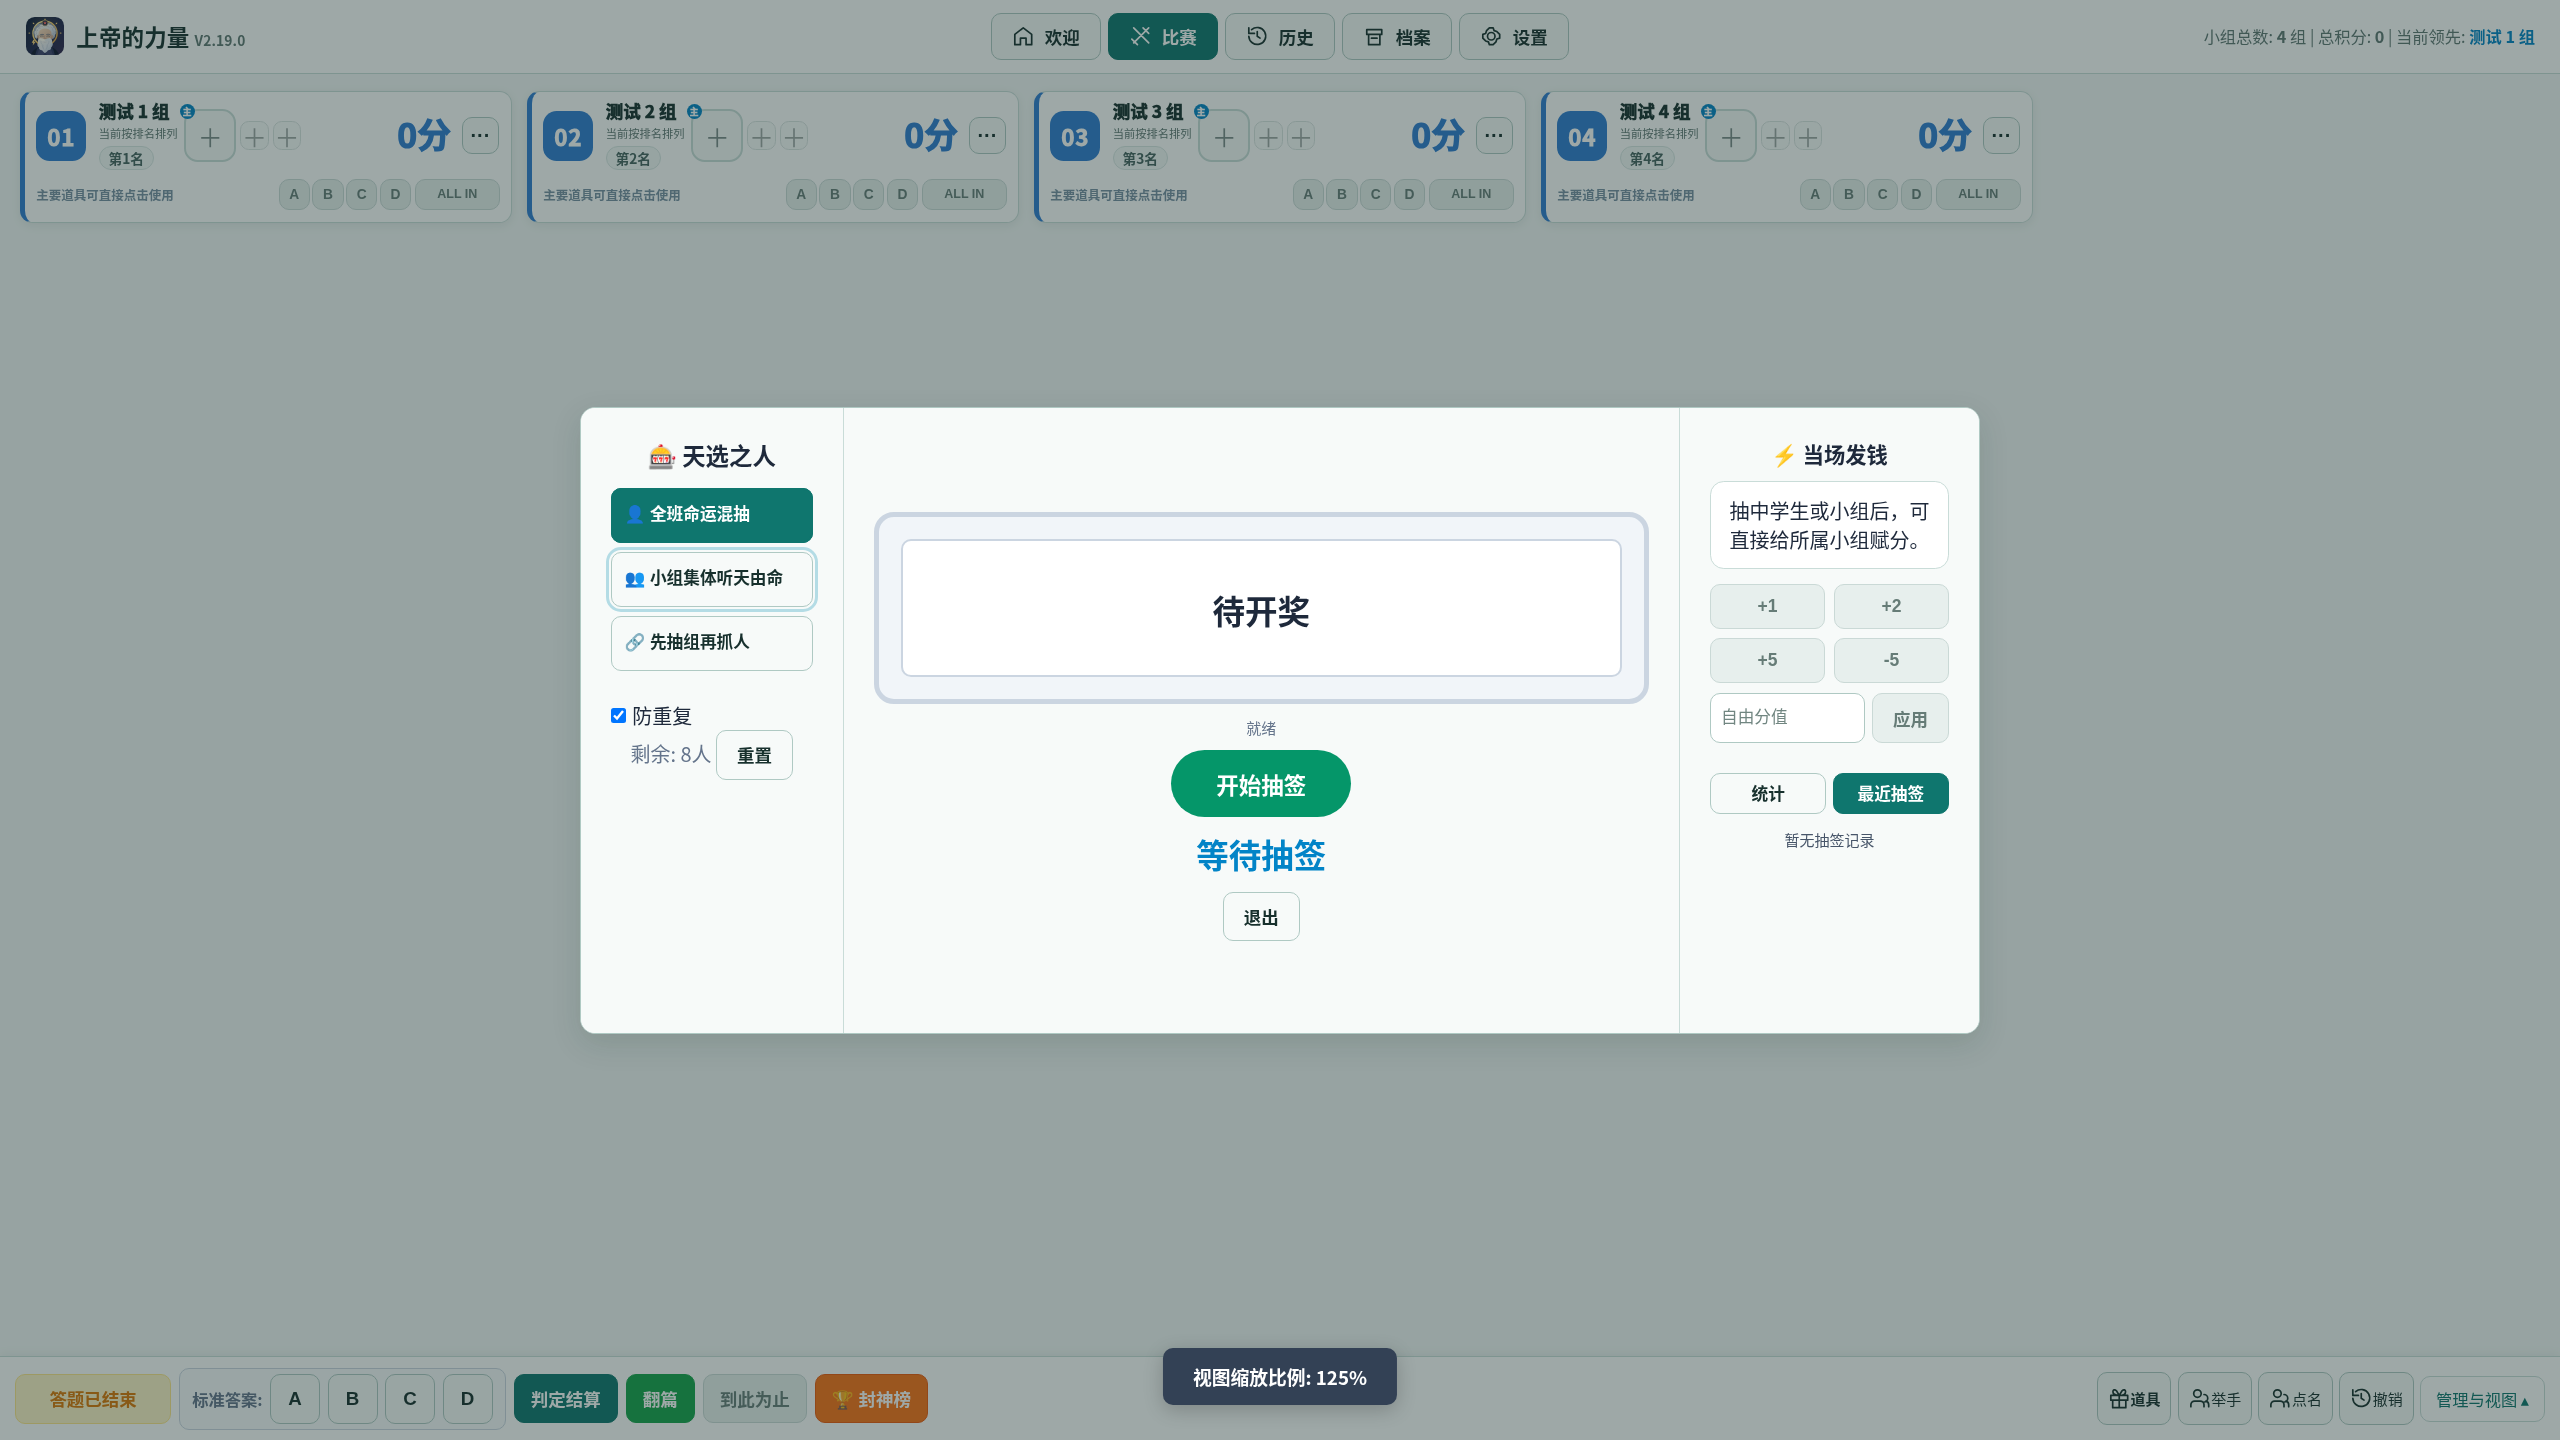 上帝的力量 V2.19.0
欢迎
比赛
历史
档案
设置
小组总数: 4 组 | 总积分: 0 | 当前领先: 测试 1 组
01
测试 1 组
主
当前按排名排列
第1名
0分
...
主要道具可直接点击使用
A
B
C
D
ALL IN
02
测试 2 组
主
当前按排名排列
第2名
0分
...
主要道具可直接点击使用
A
B
C
D
ALL IN
03
测试 3 组
主
当前按排名排列
第3名
0分
...
主要道具可直接点击使用
A
B
C
D
ALL IN
04
测试 4 组
主
当前按排名排列
第4名
0分
...
主要道具可直接点击使用
A
B
C
D
ALL IN
🎰 天选之人
👤 全班命运混抽
👥 小组集体听天由命
🔗 先抽组再抓人
防重复
剩余: 8人
重置
待开奖
就绪
开始抽签
等待抽签
退出
⚡ 当场发钱
抽中学生或小组后，可
直接给所属小组赋分。
+1
+2
+5
-5
自由分值
应用
统计
最近抽签
暂无抽签记录
视图缩放比例: 125%
答题已结束
标准答案:
A
B
C
D
判定结算
翻篇
到此为止
🏆 封神榜
道具
举手
点名
撤销
管理与视图 ▴